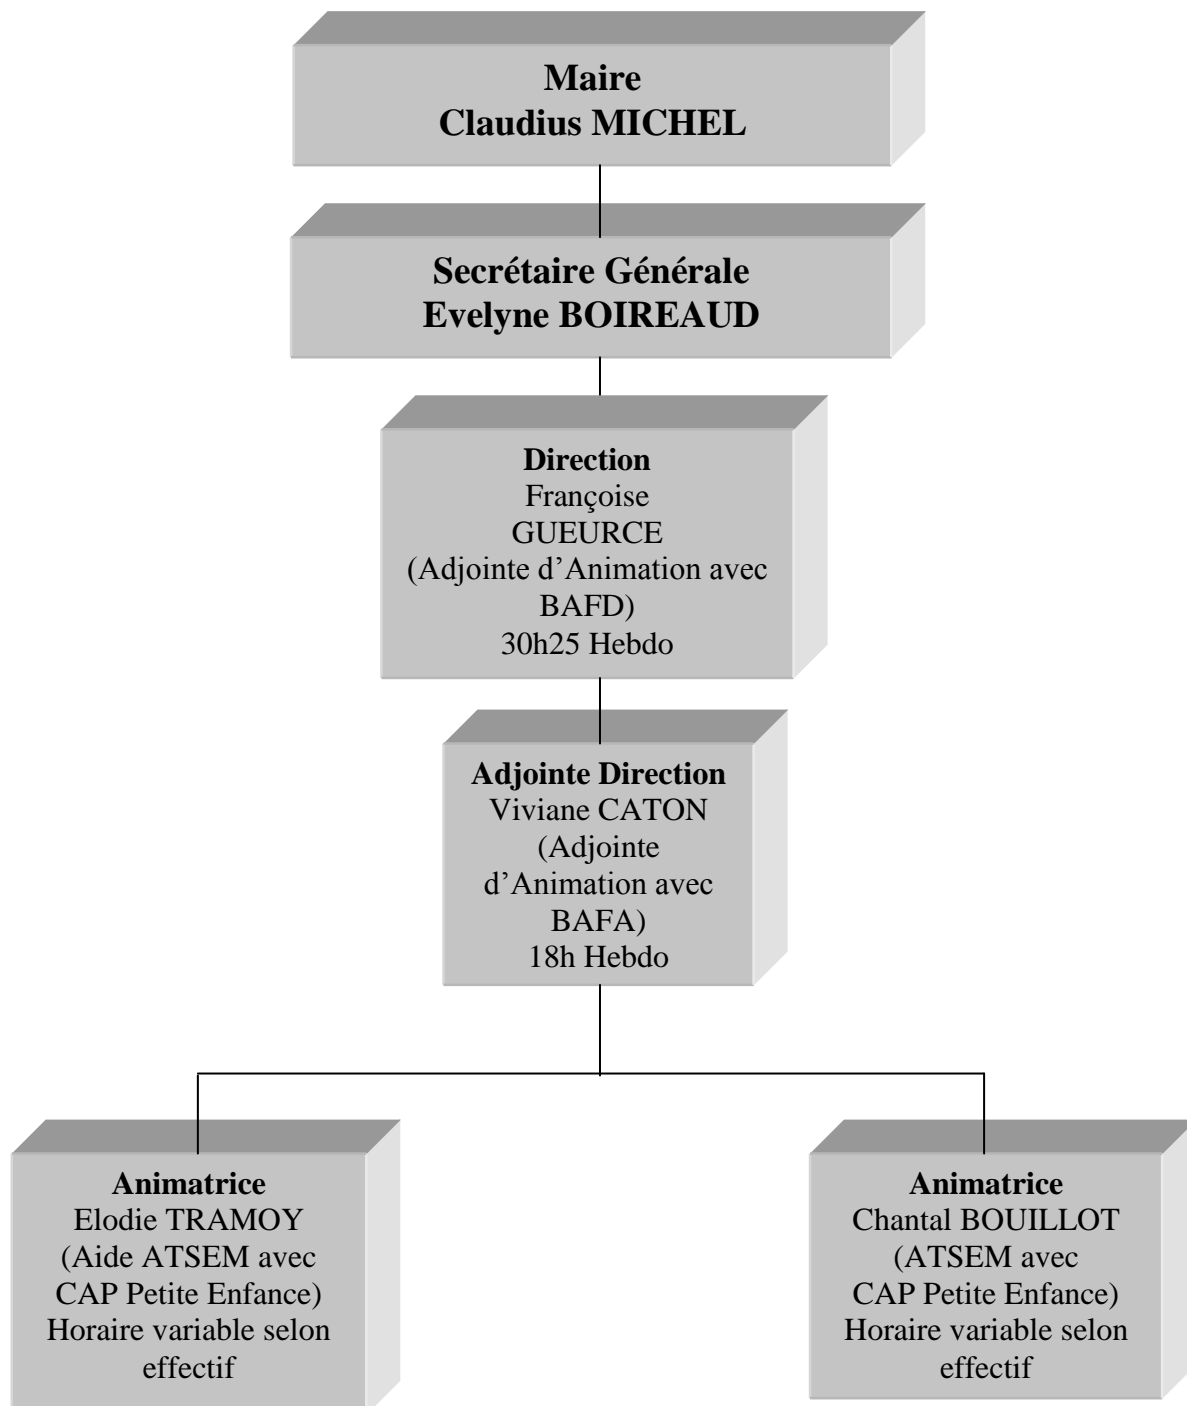 Maire
Claudius MICHEL
Secrétaire Générale
Evelyne BOIREAUD
Direction
Françoise
GUEURCE
(Adjointe d’Animation avec
BAFD)
30h25 Hebdo
Adjointe Direction
Viviane CATON
(Adjointe
d’Animation avec
BAFA)
18h Hebdo
Animatrice
Elodie TRAMOY
(Aide ATSEM avec
CAP Petite Enfance)
Horaire variable selon
effectif
Animatrice
Chantal BOUILLOT
(ATSEM avec
CAP Petite Enfance)
Horaire variable selon
effectif